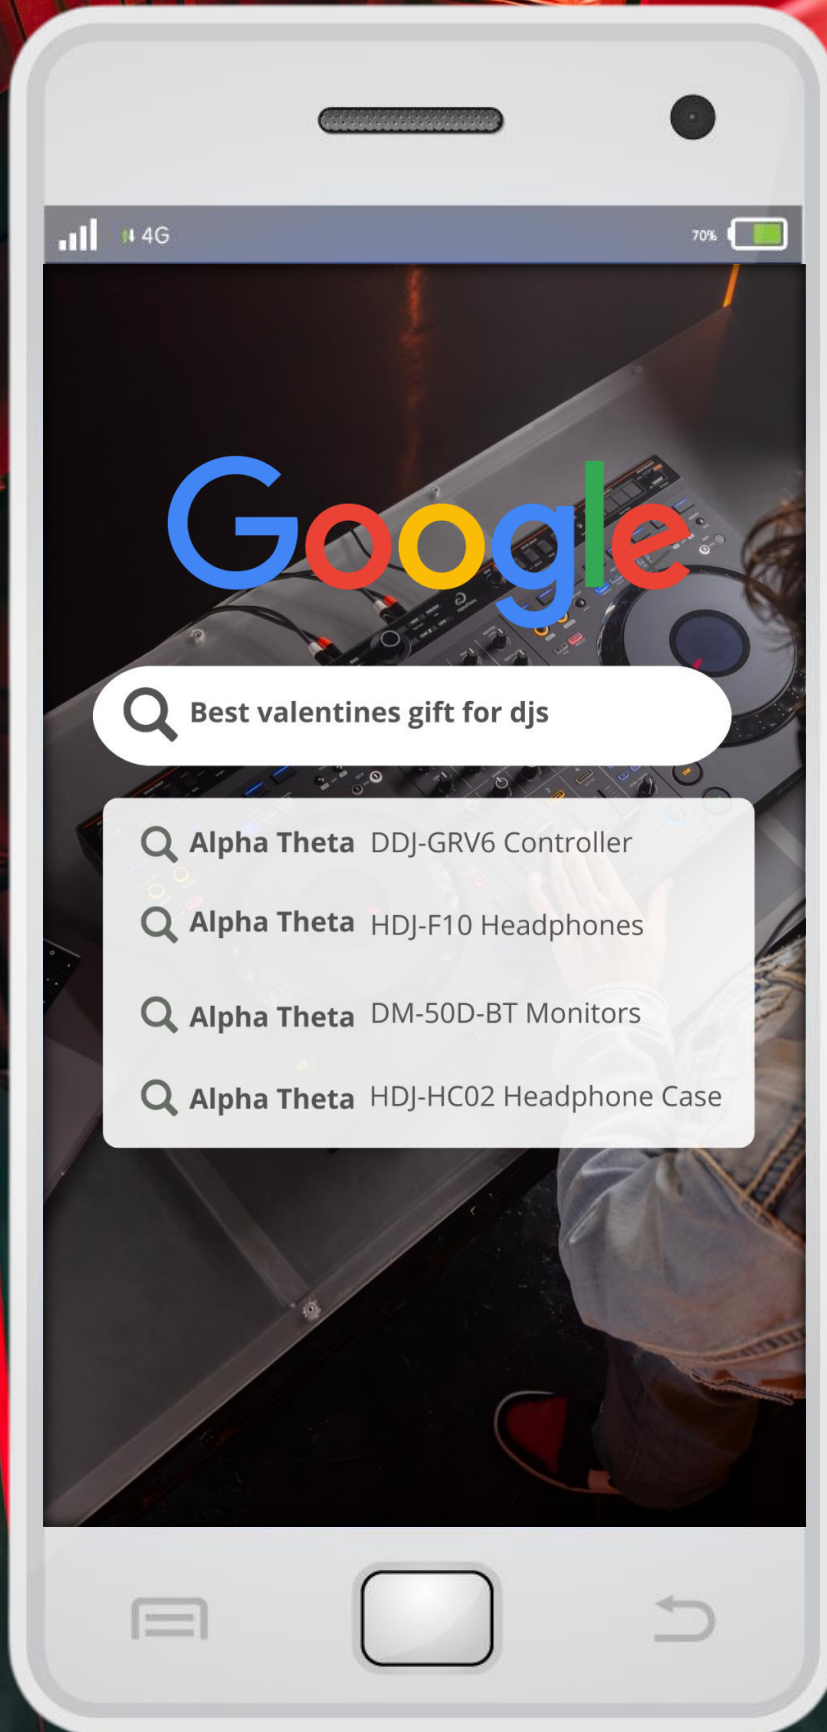 4G
70%
Google
Best valentines gift for djs
Alpha Theta DDJ-GRV6 Controller
Alpha Theta HDJ-F10 Headphones
Alpha Theta DM-50D-BT Monitors
Alpha Theta HDJ-HC02 Headphone Case